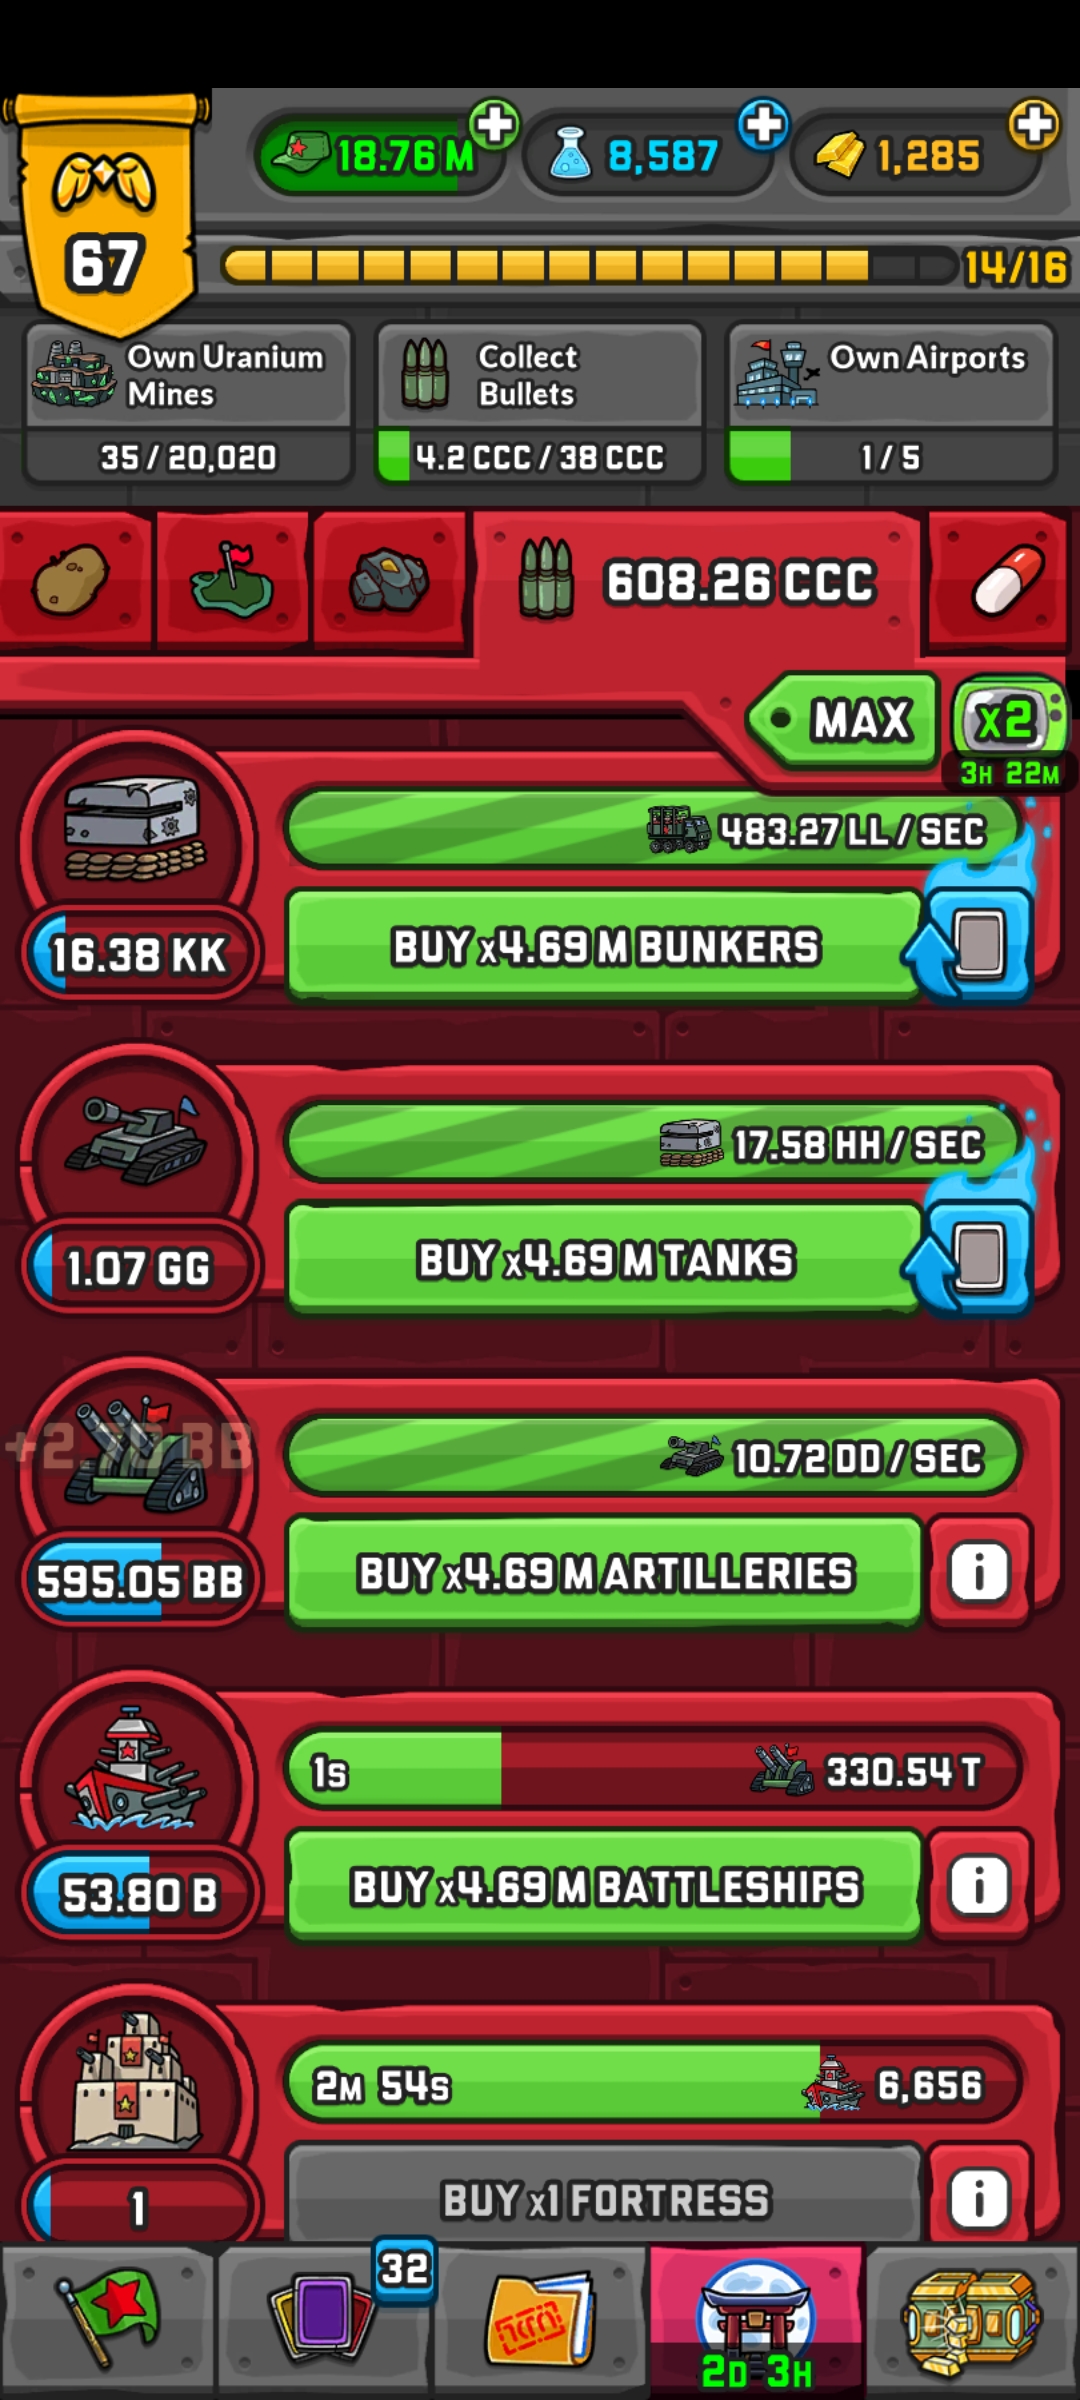 18.76 M
8,587
1,285
67
14/16
Own Uranium
Mines
35 / 20,020
Collect
Bullets
4.2 CCC / 38 CCC
Own Airports
1 / 5
608.26 CCC
MAX
x2
3H 22M
483.27 LL / SEC
16.38 KK
BUY x4.69 M BUNKERS
17.58 HH / SEC
1.07 GG
BUY x4.69 M TANKS
10.72 DD / SEC
595.05 BB
BUY x4.69 M ARTILLERIES
i
1s
330.54 T
53.80 B
BUY x4.69 M BATTLESHIPS
i
2M 54s
6,656
1
BUY x1 FORTRESS
i
32
2D 3H